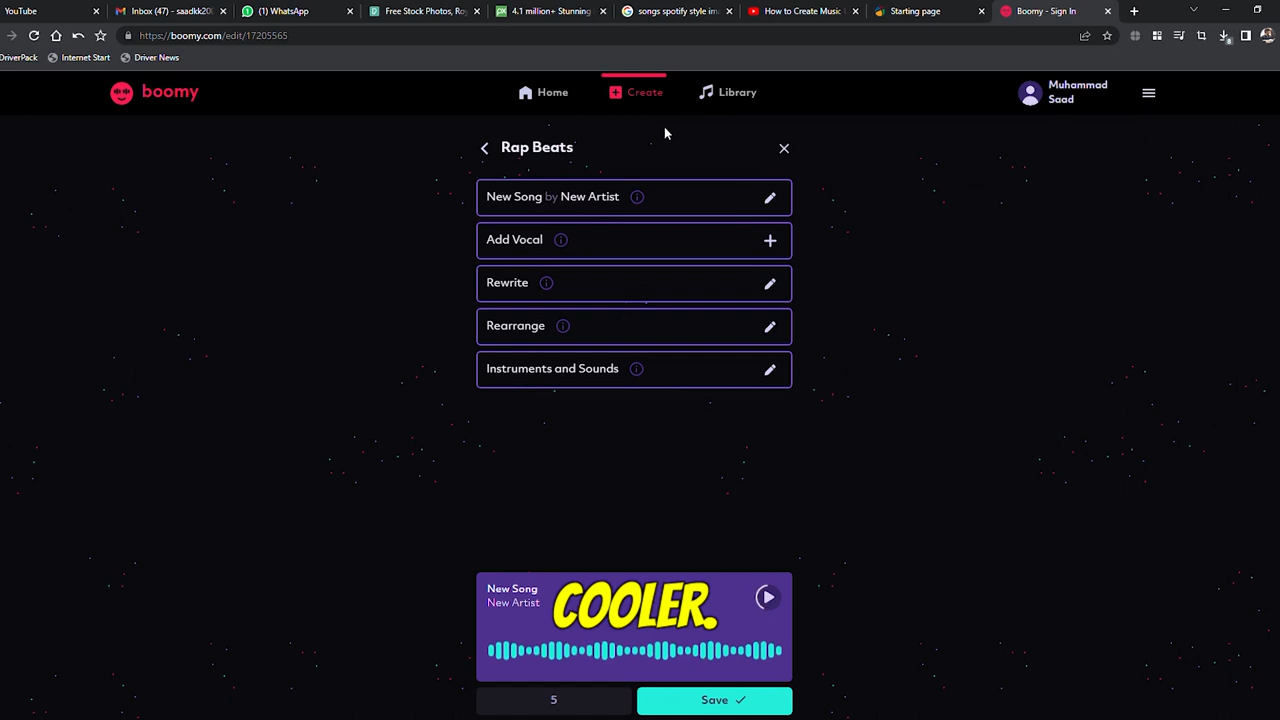 YouTube
Inbox (47) - saadkk200
(1) WhatsApp
Free Stock Photos, Roy
4.1 million+ Stunning
songs spotify style ima
How to Create Music
Starting page
Boomy - Sign In
https://boomy.com/edit/17205565
DriverPack
Internet Start
Driver News
boomy
Home
Create
Library
Muhammad
Saad
Rap Beats
New Song by New Artist
Add Vocal
Rewrite
Rearrange
Instruments and Sounds
New Song
New Artist
COOLER.
5
Save